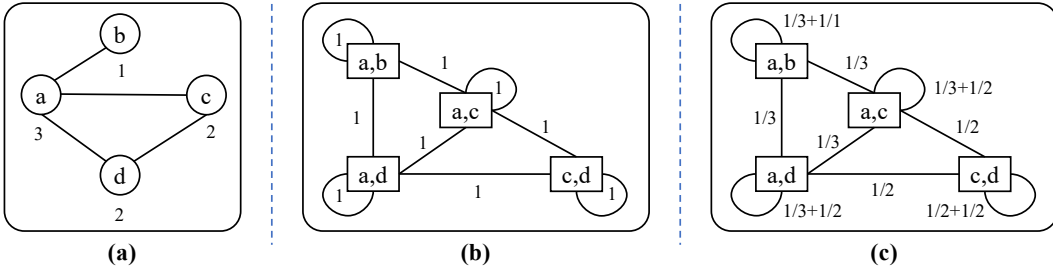 b
1
a
3
c
2
d
2
(a)
1
a,b
1
1
a,c
1
1
1
a,d
1
1
c,d
1
(b)
1/3+1/1
a,b
1/3
1/3+1/2
a,c
1/3
1/3
1/2
a,d
1/2
c,d
1/3+1/2
1/2+1/2
(c)